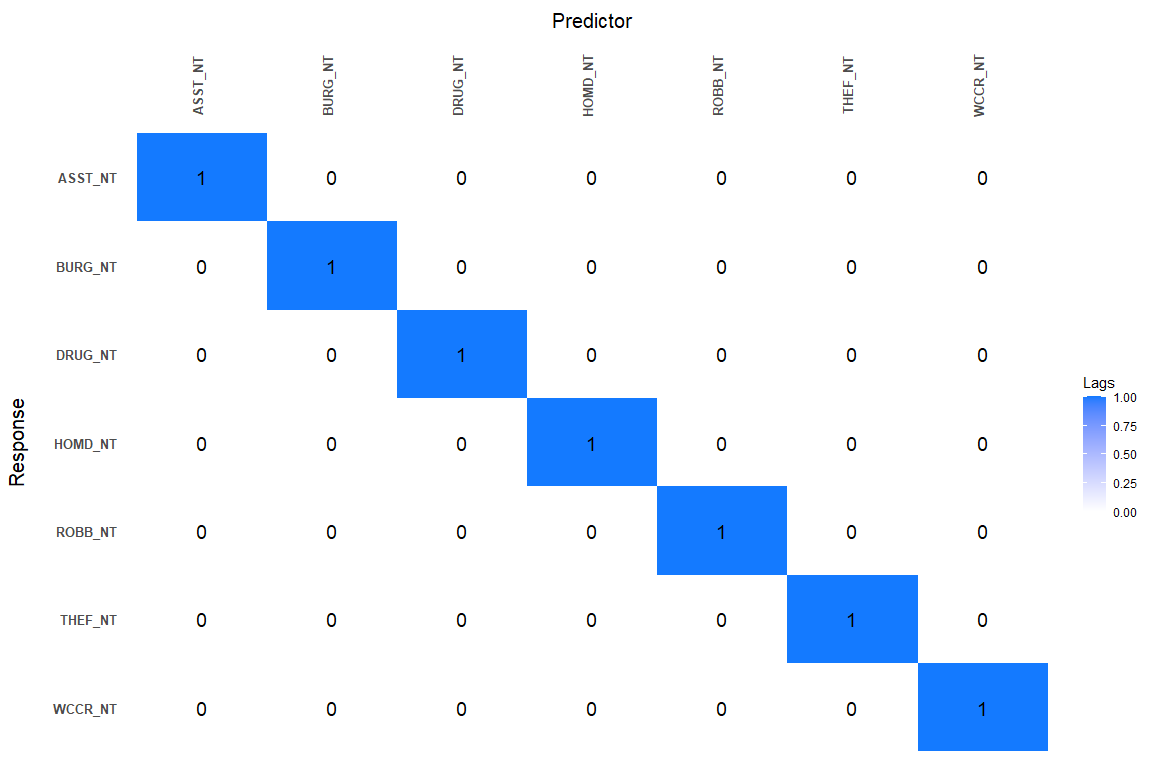 Predictor
ASST_NT BURG_NT DRUG_NT HOMD_NT ROBB_NT THEF_NT WCCR_NT
Response
ASST_NT 1 0 0 0 0 0 0
BURG_NT 0 1 0 0 0 0 0
DRUG_NT 0 0 1 0 0 0 0
HOMD_NT 0 0 0 1 0 0 0
ROBB_NT 0 0 0 0 1 0 0
THEF_NT 0 0 0 0 0 1 0
WCCR_NT 0 0 0 0 0 0 1
Lags
1.00
0.75
0.50
0.25
0.00